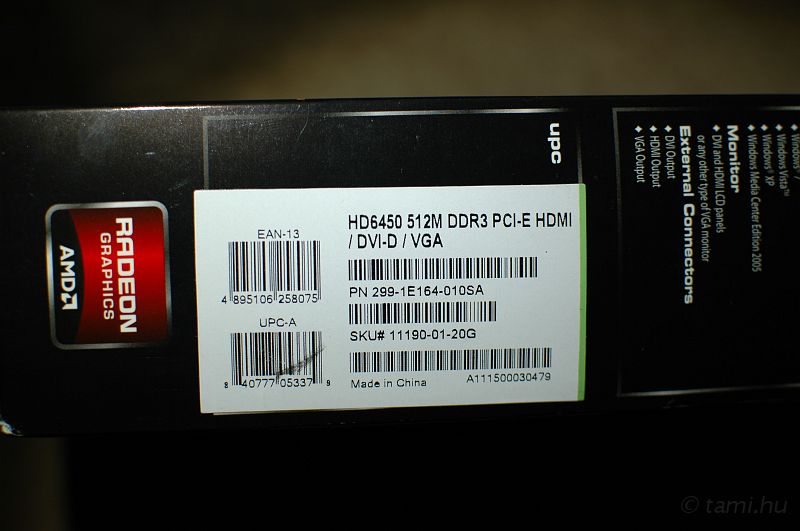 RADEON
GRAPHICS
AMD
upc
HD6450 512M DDR3 PCI-E HDMI
/ DVI-D / VGA
EAN-13
4 895106 258075
PN 299-1E164-010SA
UPC-A
8 40777 05337 9
SKU# 11190-01-20G
Made in China
A111500030479
Windows Vista™
Windows® XP
Windows Media Center Edition 2005
Monitor
DVI and HDMI LCD panels
or any other type of VGA monitor
External Connectors
DVI Output
HDMI Output
VGA Output
© tami.hu